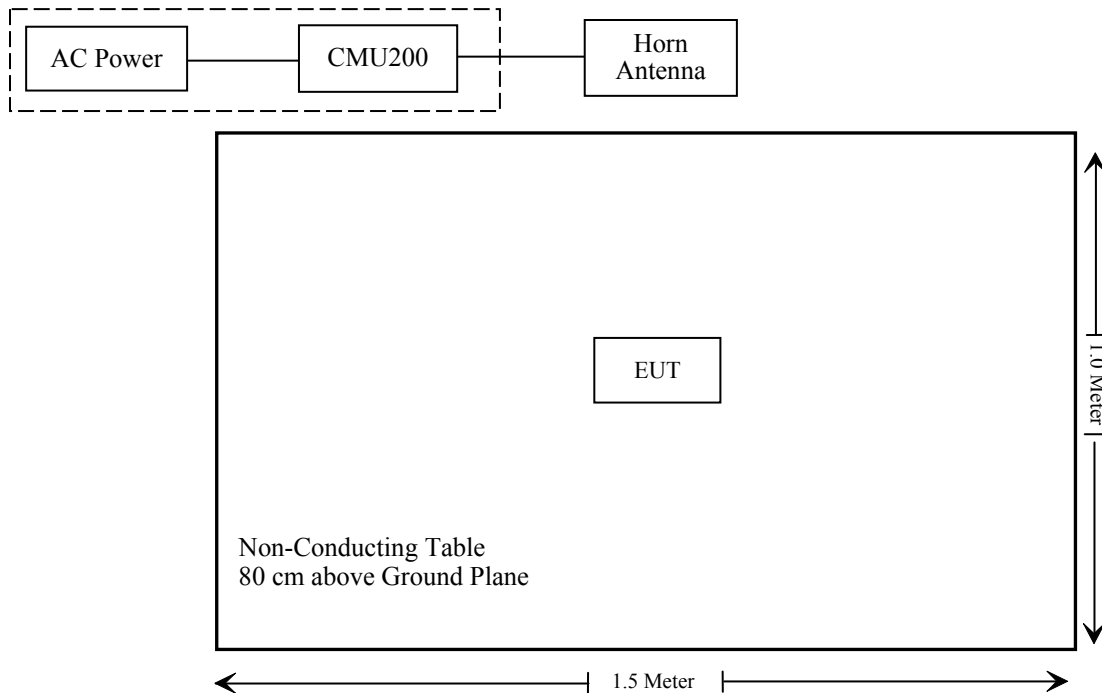 AC Power
CMU200
Horn
Antenna
EUT
1.0 Meter
Non-Conducting Table
80 cm above Ground Plane
1.5 Meter